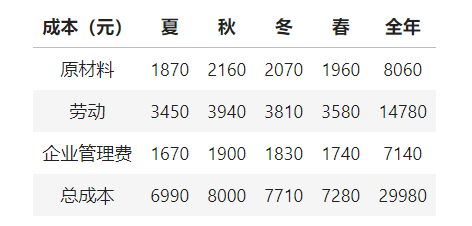 成本（元） 夏 秋 冬 春 全年
原材料 1870 2160 2070 1960 8060
劳动 3450 3940 3810 3580 14780
企业管理费 1670 1900 1830 1740 7140
总成本 6990 8000 7710 7280 29980